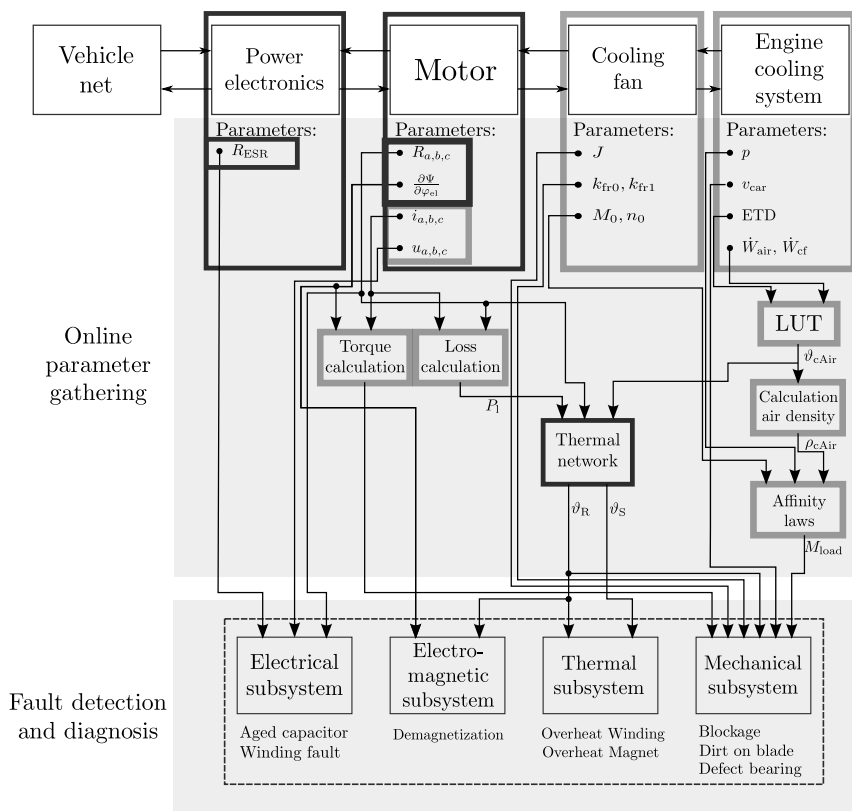 Vehicle
net
Power
electronics
Motor
Cooling
fan
Engine
cooling
system
Parameters:
Parameters:
Parameters:
Parameters:
R_ESR
R_{a,b,c}
∂Ψ/∂φ_el
i_{a,b,c}
u_{a,b,c}
J
k_fr0, k_fr1
M_0, n_0
p
v_car
ETD
Ẇ_air, Ẇ_cf
Online
parameter
gathering
Torque
calculation
Loss
calculation
P_l
LUT
ϑ_cAir
Calculation
air density
ρ_cAir
Thermal
network
ϑ_R
ϑ_S
Affinity
laws
M_load
Fault detection
and diagnosis
Electrical
subsystem
Aged capacitor
Winding fault
Electro-
magnetic
subsystem
Demagnetization
Thermal
subsystem
Overheat Winding
Overheat Magnet
Mechanical
subsystem
Blockage
Dirt on blade
Defect bearing